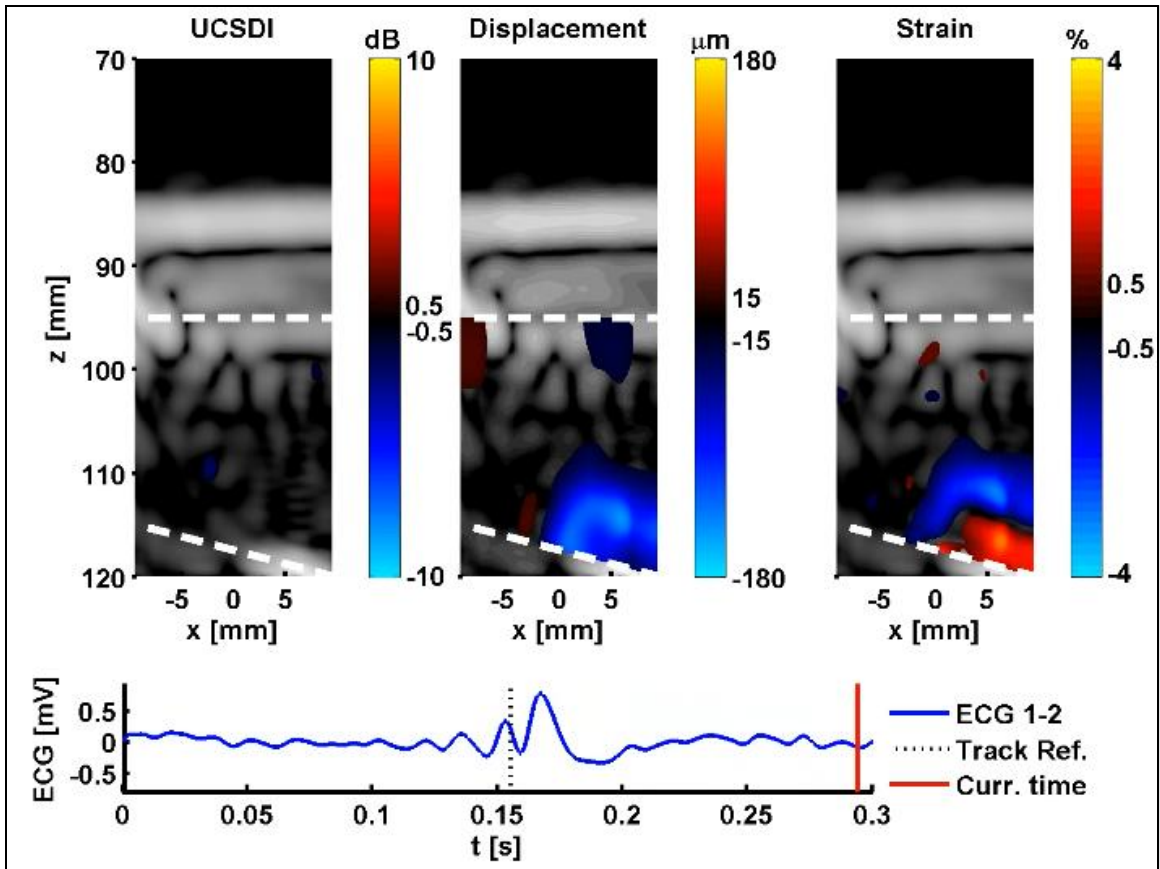 UCSDI dB Displacement μm Strain %
70 10 180 4
80
90
0.5 15 0.5
-0.5 -15 -0.5
100
110
120 -10 -180 -4
z [mm]
-5 0 5 -5 0 5 -5 0 5
x [mm] x [mm] x [mm]
ECG [mV]
0.5
0
-0.5
0 0.05 0.1 0.15 0.2 0.25 0.3
t [s]
ECG 1-2
Track Ref.
Curr. time